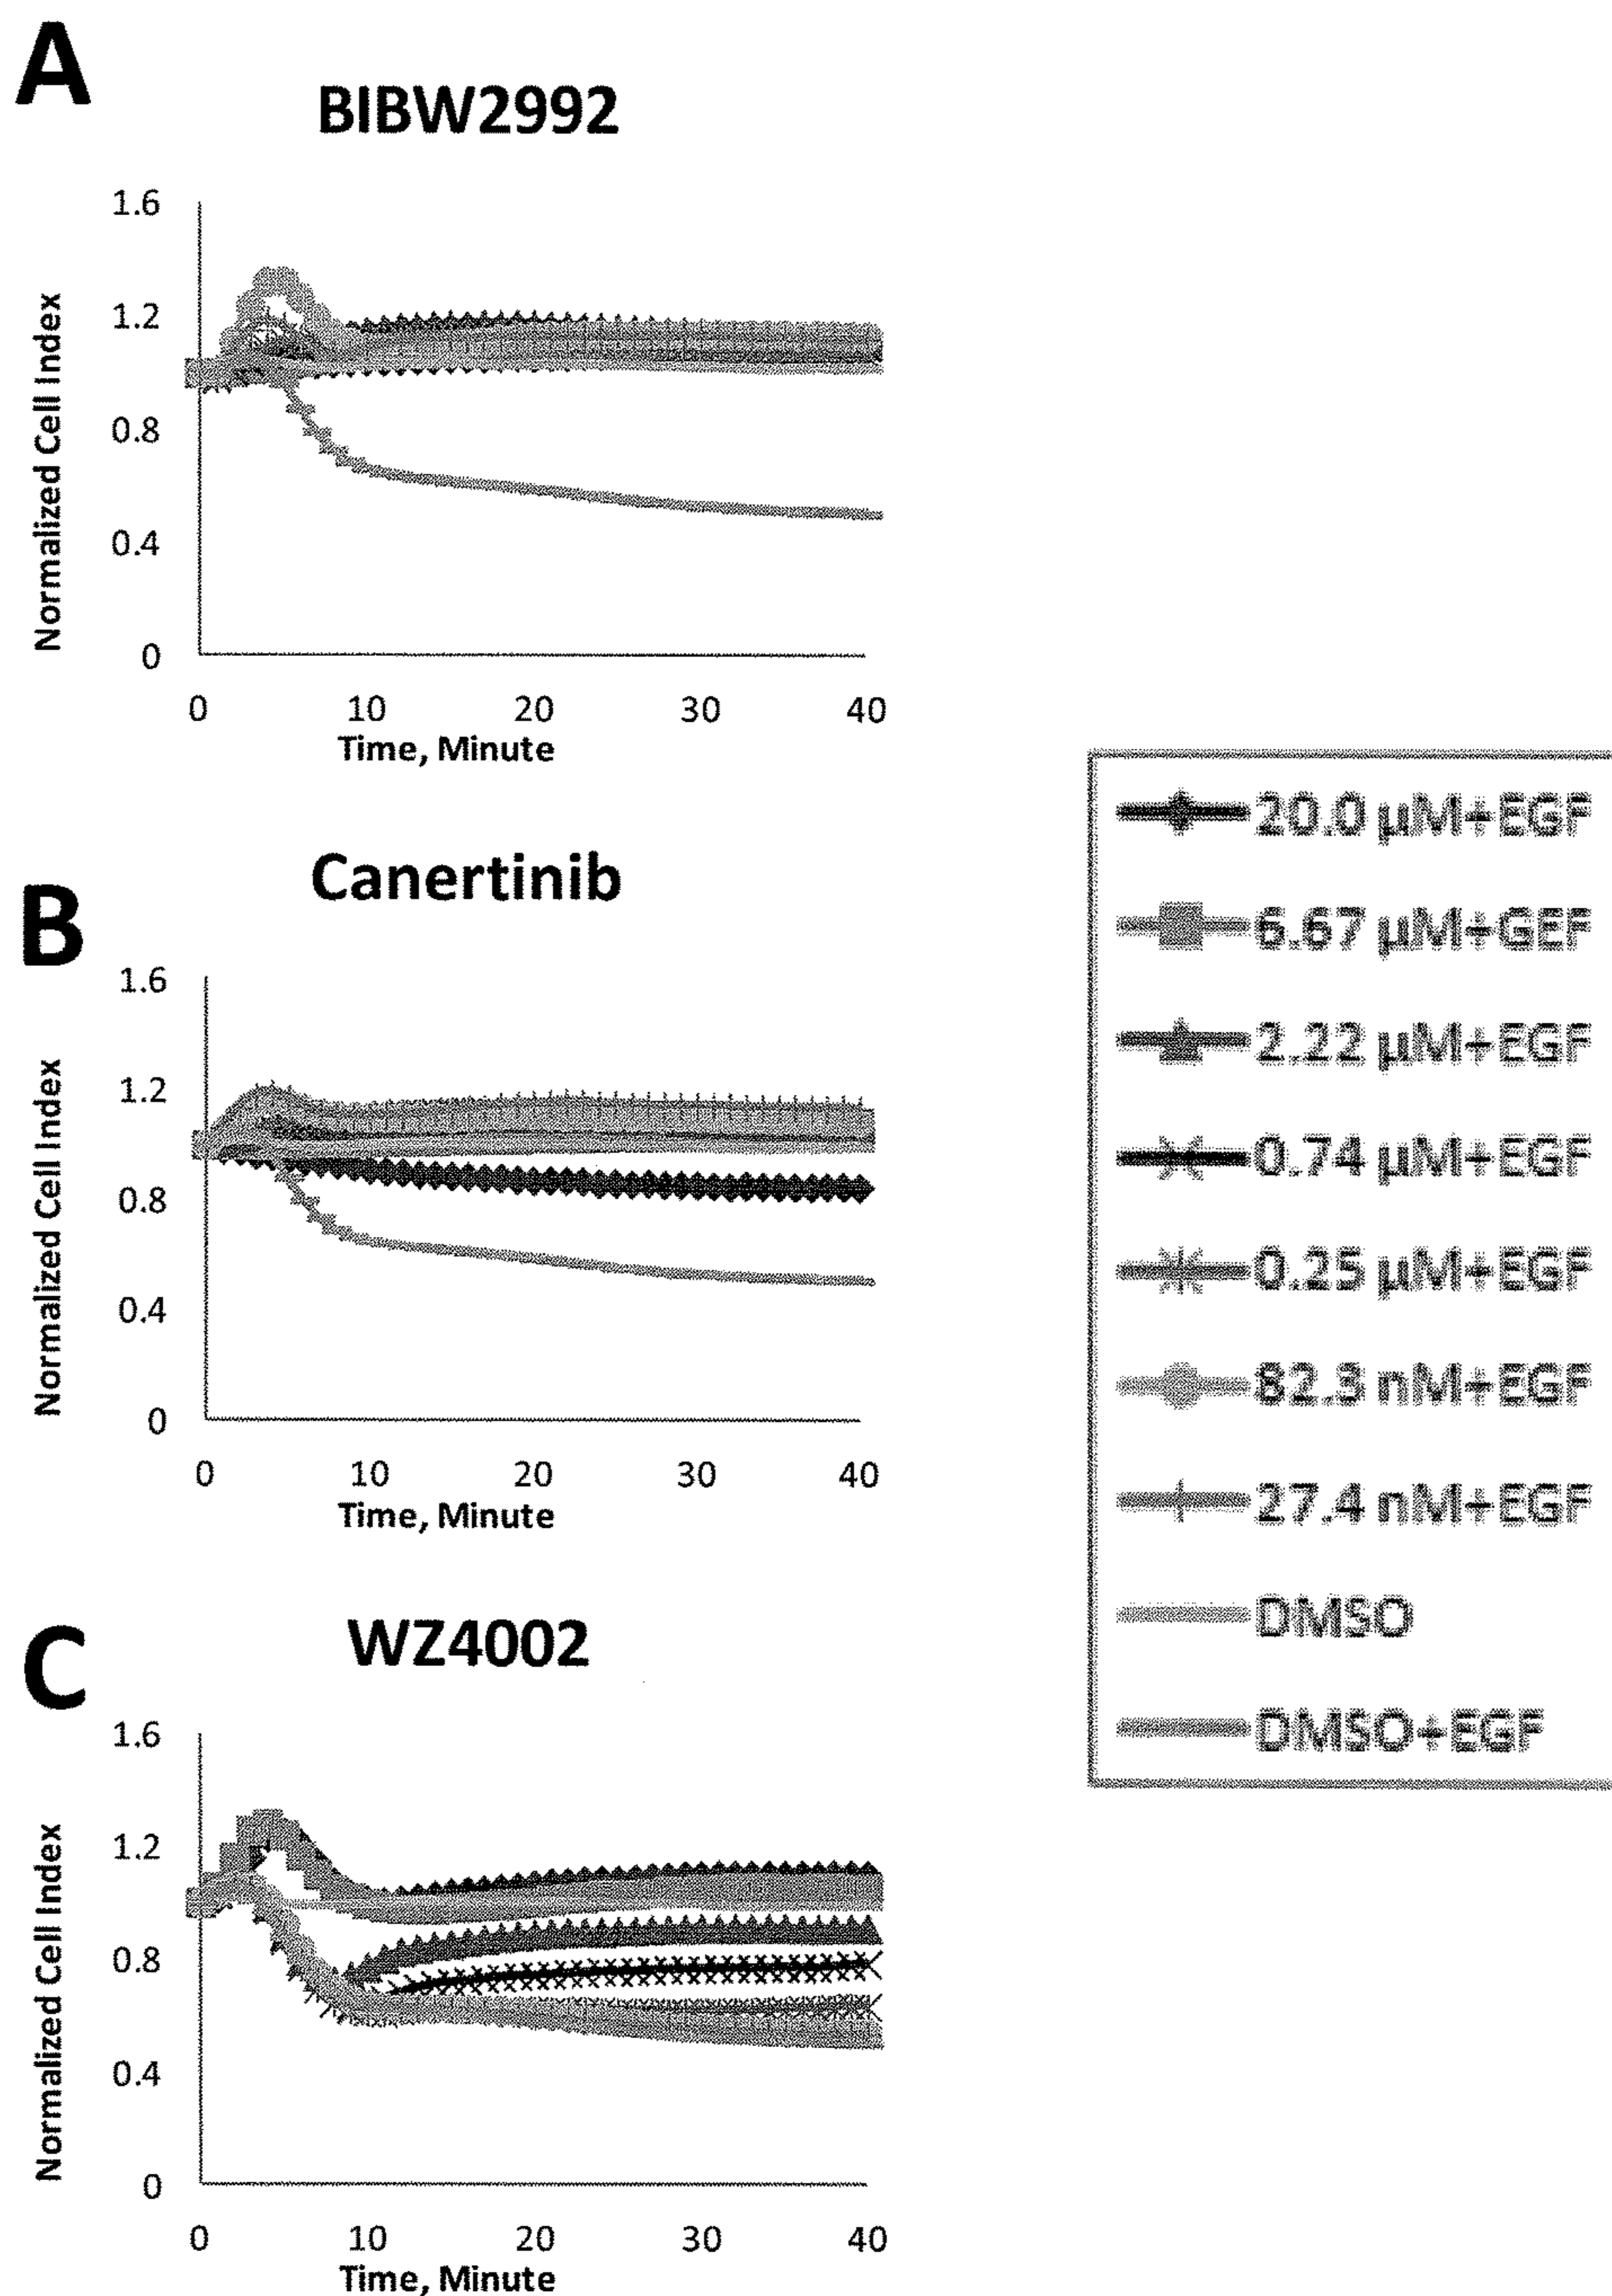 A
BIBW2992
Normalized Cell Index
1.6
1.2
0.8
0.4
0
0
10
20
30
40
Time, Minute
B
Canertinib
Normalized Cell Index
1.6
1.2
0.8
0.4
0
0
10
20
30
40
Time, Minute
C
WZ4002
Normalized Cell Index
1.6
1.2
0.8
0.4
0
0
10
20
30
40
Time, Minute
20.0 µM+EGF
6.67 µM+GEF
2.22 µM+EGF
0.74 µM+EGF
0.25 µM+EGF
82.3 nM+EGF
27.4 nM+EGF
DMSO
DMSO+EGF